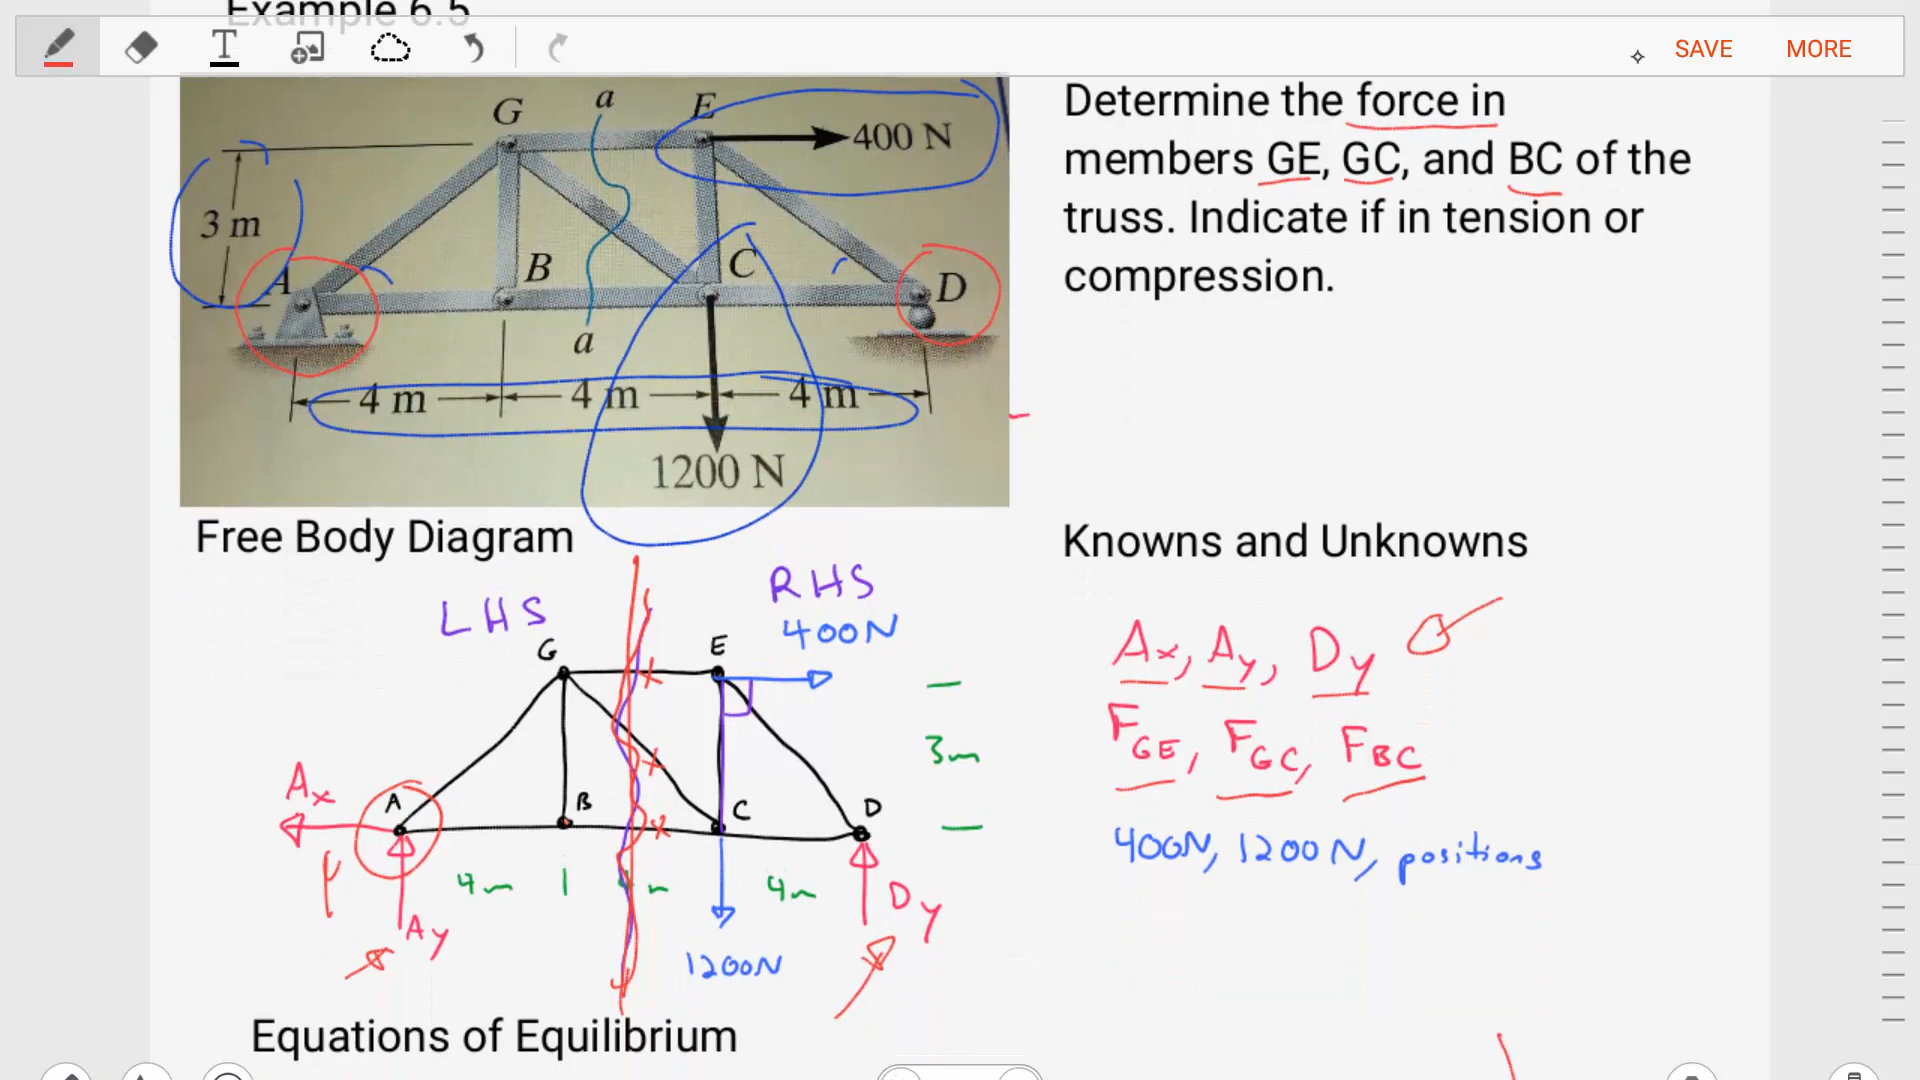 Example 6.5
T
SAVE
MORE
G
a
E
400 N
3 m
A
B
C
D
a
4 m
4 m
4 m
1200 N
Determine the force in
members GE, GC, and BC of the
truss. Indicate if in tension or
compression.
Free Body Diagram
Knowns and Unknowns
LHS
RHS
400N
G
E
3m
Ax
A
B
C
D
4m
4m
Ay
Dy
1200N
Ax, Ay, Dy
FGE, FGC, FBC
400N, 1200N, positions
Equations of Equilibrium